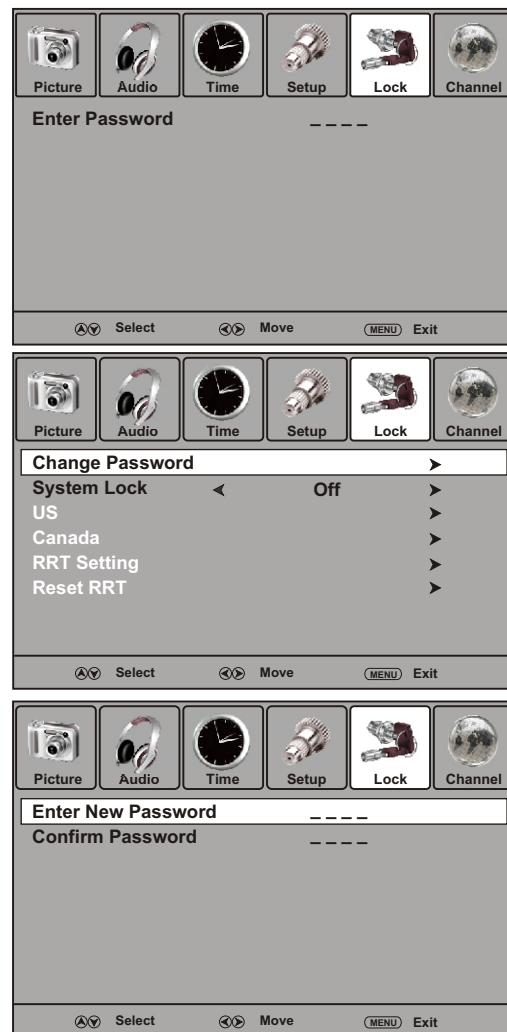 Picture Audio Time Setup Lock Channel
Enter Password _ _ _ _
Select Move MENU Exit
Picture Audio Time Setup Lock Channel
Change Password
System Lock Off
US
Canada
RRT Setting
Reset RRT
Select Move MENU Exit
Picture Audio Time Setup Lock Channel
Enter New Password _ _ _ _
Confirm Password _ _ _ _
Select Move MENU Exit